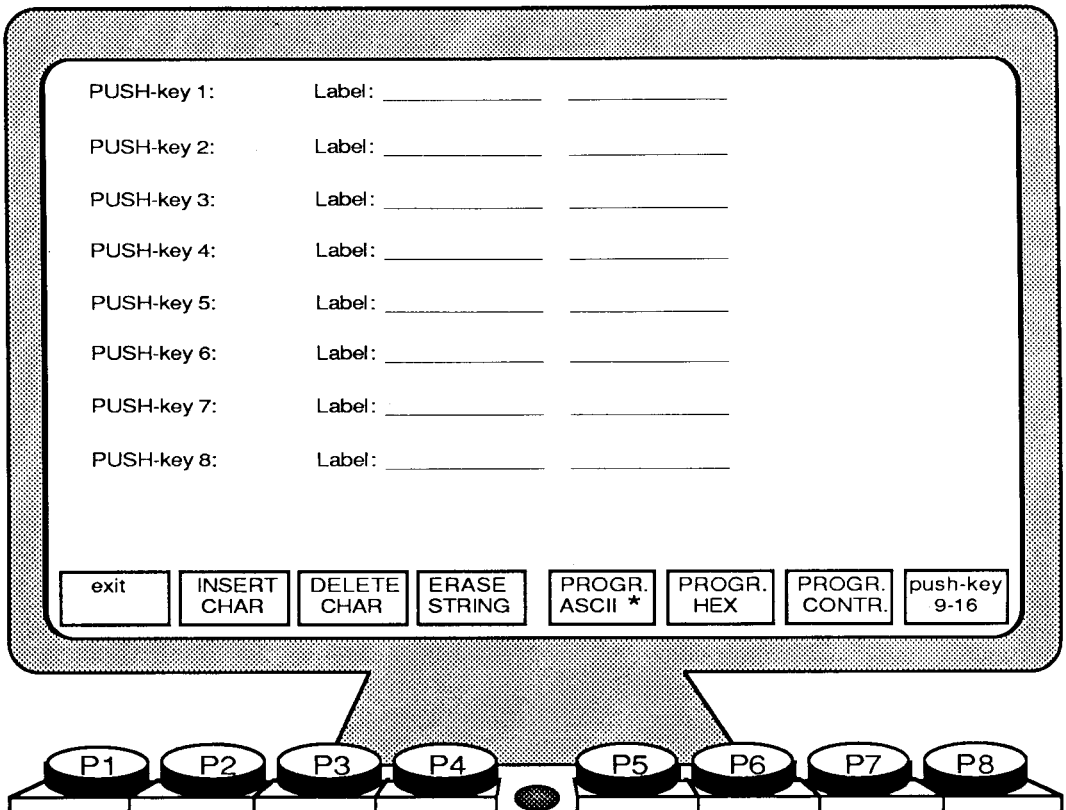 PUSH-key 1: Label:
PUSH-key 2: Label:
PUSH-key 3: Label:
PUSH-key 4: Label:
PUSH-key 5: Label:
PUSH-key 6: Label:
PUSH-key 7: Label:
PUSH-key 8: Label:
exit INSERT DELETE ERASE PROGR. PROGR. PROGR. push-key
CHAR CHAR STRING ASCII * HEX CONTR. 9-16
P1 P2 P3 P4 P5 P6 P7 P8